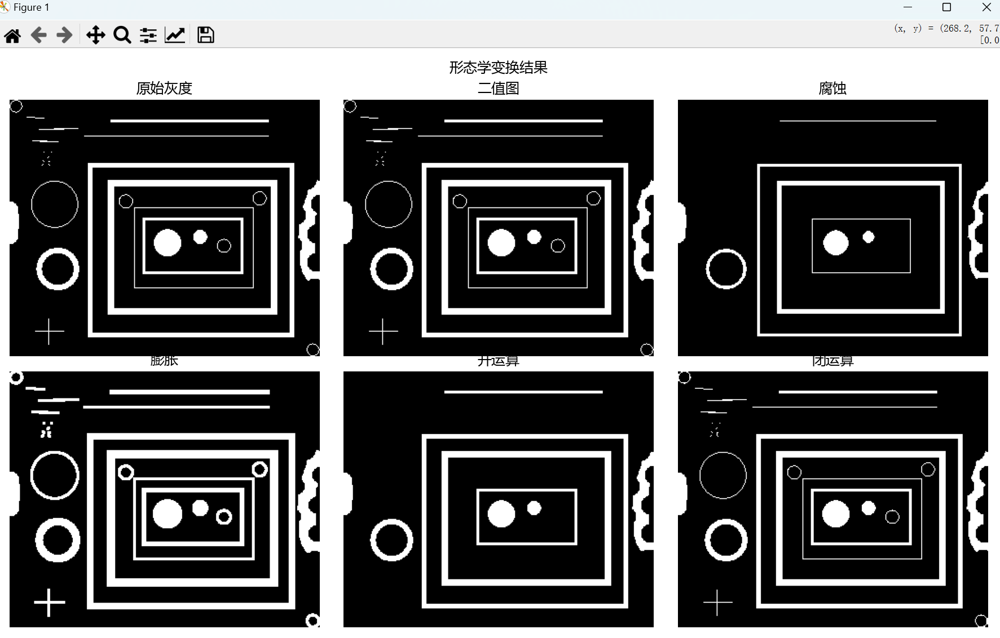 Figure 1
(x, y) = (268.2, 57.7
[0.0
形态学变换结果
原始灰度
二值图
腐蚀
膨胀
开运算
闭运算